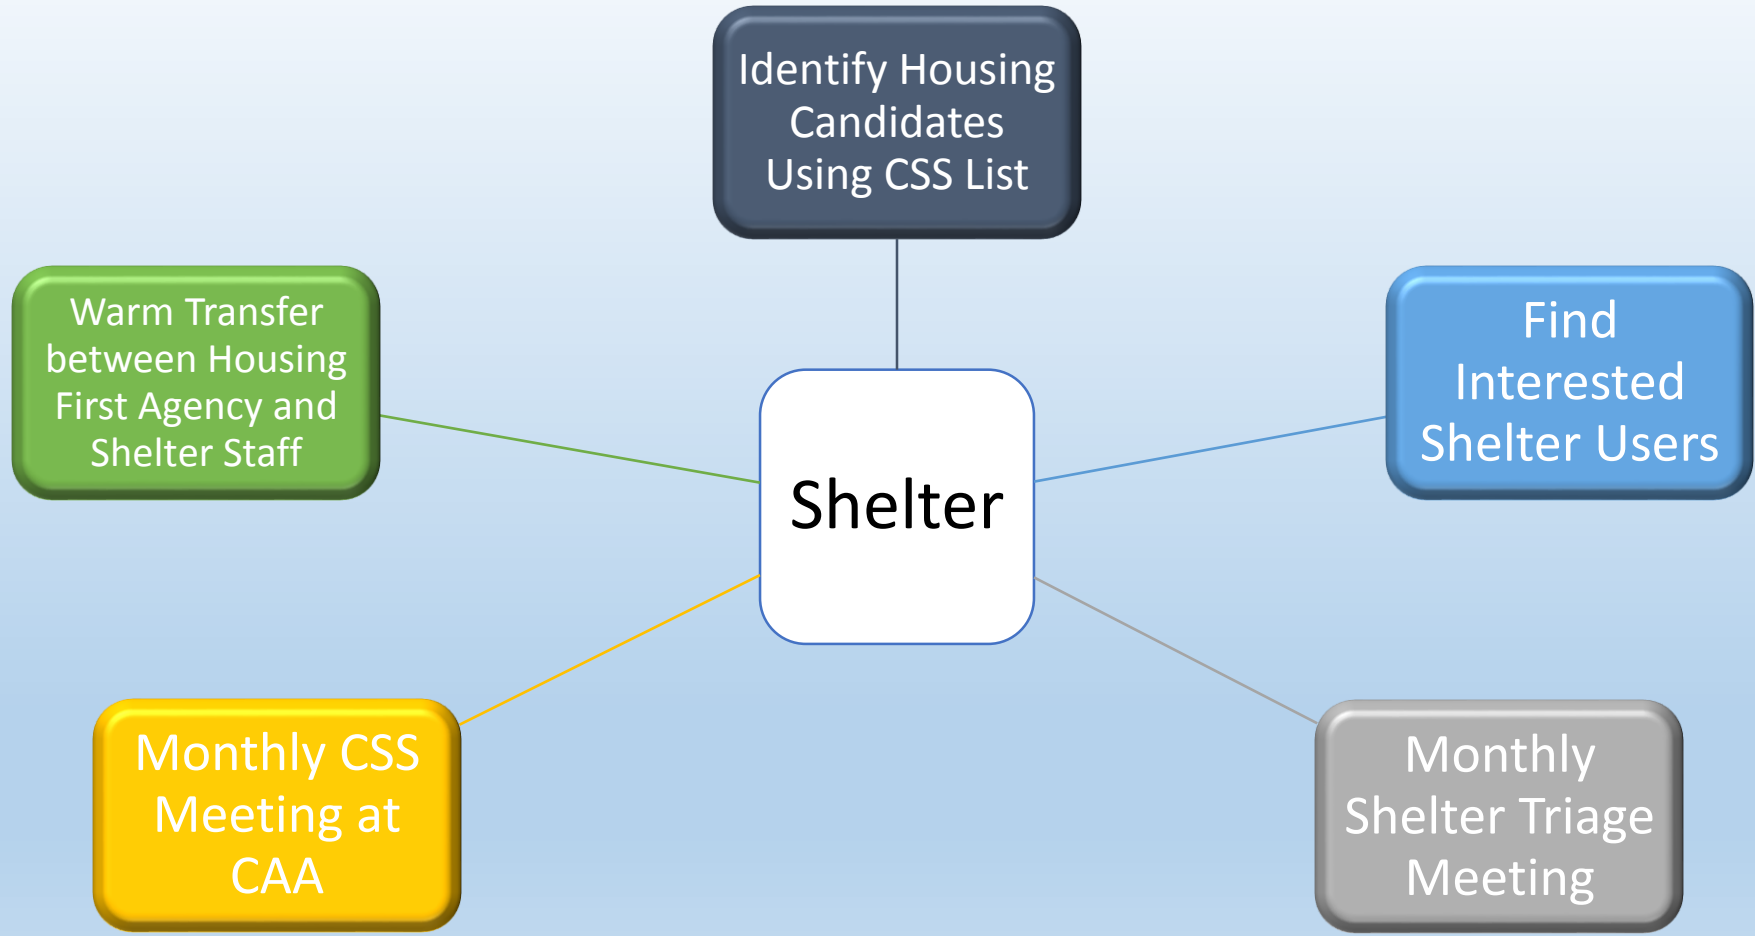 Identify Housing
Candidates
Using CSS List
Find
Interested
Shelter Users
Monthly
Shelter Triage
Meeting
Monthly CSS
Meeting at
CAA
Warm Transfer
between Housing
First Agency and
Shelter Staff
Shelter